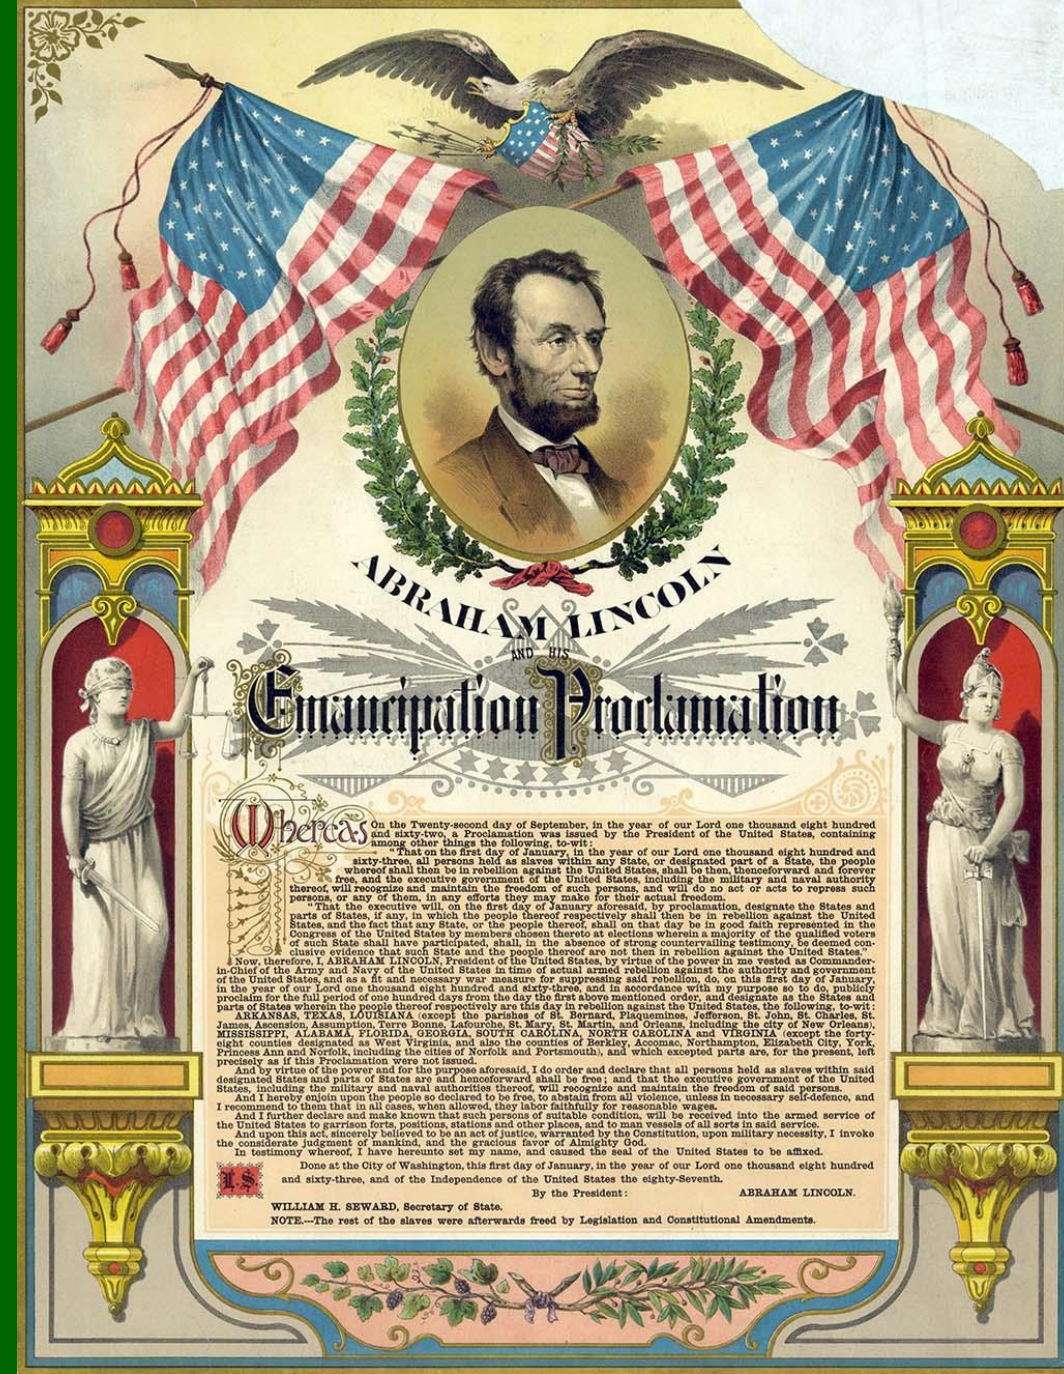 ABRAHAM LINCOLN
AND HIS
Emancipation Proclamation
Whereas On the Twenty-second day of September, in the year of our Lord one thousand eight hundred
and sixty-two, a Proclamation was issued by the President of the United States, containing
among other things the following, to-wit:
"That on the first day of January, in the year of our Lord one thousand eight hundred and
sixty-three, all persons held as slaves within any State, or designated part of a State, the people
whereof shall then be in rebellion against the United States, shall be then, thenceforward and forever
free, and the executive government of the United States, including the military and naval authority
thereof, will recognize and maintain the freedom of such persons, and will do no act or acts to repress such
persons, or any of them, in any efforts they may make for their actual freedom.
"That the executive will, on the first day of January aforesaid, by proclamation, designate the States and
parts of States, if any, in which the people thereof respectively shall then be in rebellion against the United
States, and the fact that any State, or the people thereof, shall on that day be in good faith represented in the
Congress of the United States by members chosen thereto at elections wherein a majority of the qualified voters
of such State shall have participated, shall, in the absence of strong countervailing testimony, be deemed con-
clusive evidence that such State and the people thereof are not then in rebellion against the United States."
Now, therefore, I, ABRAHAM LINCOLN, President of the United States, by virtue of the power in me vested as Commander-
in-Chief of the Army and Navy of the United States in time of actual armed rebellion against the authority and government
of the United States, and as a fit and necessary war measure for suppressing said rebellion, do, on this first day of January,
in the year of our Lord one thousand eight hundred and sixty-three, and in accordance with my purpose so to do, publicly
proclaim for the full period of one hundred days from the day the first above mentioned order, and designate as the States and
parts of States wherein the people thereof respectively are this day in rebellion against the United States, the following, to-wit:
ARKANSAS, TEXAS, LOUISIANA (except the parishes of St. Bernard, Plaquemines, Jefferson, St. John, St. Charles, St.
James, Ascension, Assumption, Terre Bonne, Lafourche, St. Mary, St. Martin, and Orleans, including the city of New Orleans),
MISSISSIPPI, ALABAMA, FLORIDA, GEORGIA, SOUTH CAROLINA, NORTH CAROLINA and VIRGINIA (except the forty-
eight counties designated as West Virginia, and also the counties of Berkley, Accomac, Northampton, Elizabeth City, York,
Princess Ann and Norfolk, including the cities of Norfolk and Portsmouth), and which excepted parts are, for the present, left
precisely as if this Proclamation were not issued.
And by virtue of the power and for the purpose aforesaid, I do order and declare that all persons held as slaves within said
designated States and parts of States are and henceforward shall be free; and that the executive government of the United
States, including the military and naval authorities thereof, will recognize and maintain the freedom of said persons.
And I hereby enjoin upon the people so declared to be free, to abstain from all violence, unless in necessary self-defence, and
I recommend to them that in all cases, when allowed, they labor faithfully for reasonable wages.
And I further declare and make known that such persons of suitable condition, will be received into the armed service of
the United States to garrison forts, positions, stations and other places, and to man vessels of all sorts in said service.
And upon this act, sincerely believed to be an act of justice, warranted by the Constitution, upon military necessity, I invoke
the considerate judgment of mankind, and the gracious favor of Almighty God.
In testimony whereof, I have hereunto set my name, and caused the seal of the United States to be affixed.
L.S. Done at the City of Washington, this first day of January, in the year of our Lord one thousand eight hundred
and sixty-three, and of the Independence of the United States the eighty-Seventh.
By the President: ABRAHAM LINCOLN.
WILLIAM H. SEWARD, Secretary of State.
NOTE.---The rest of the slaves were afterwards freed by Legislation and Constitutional Amendments.